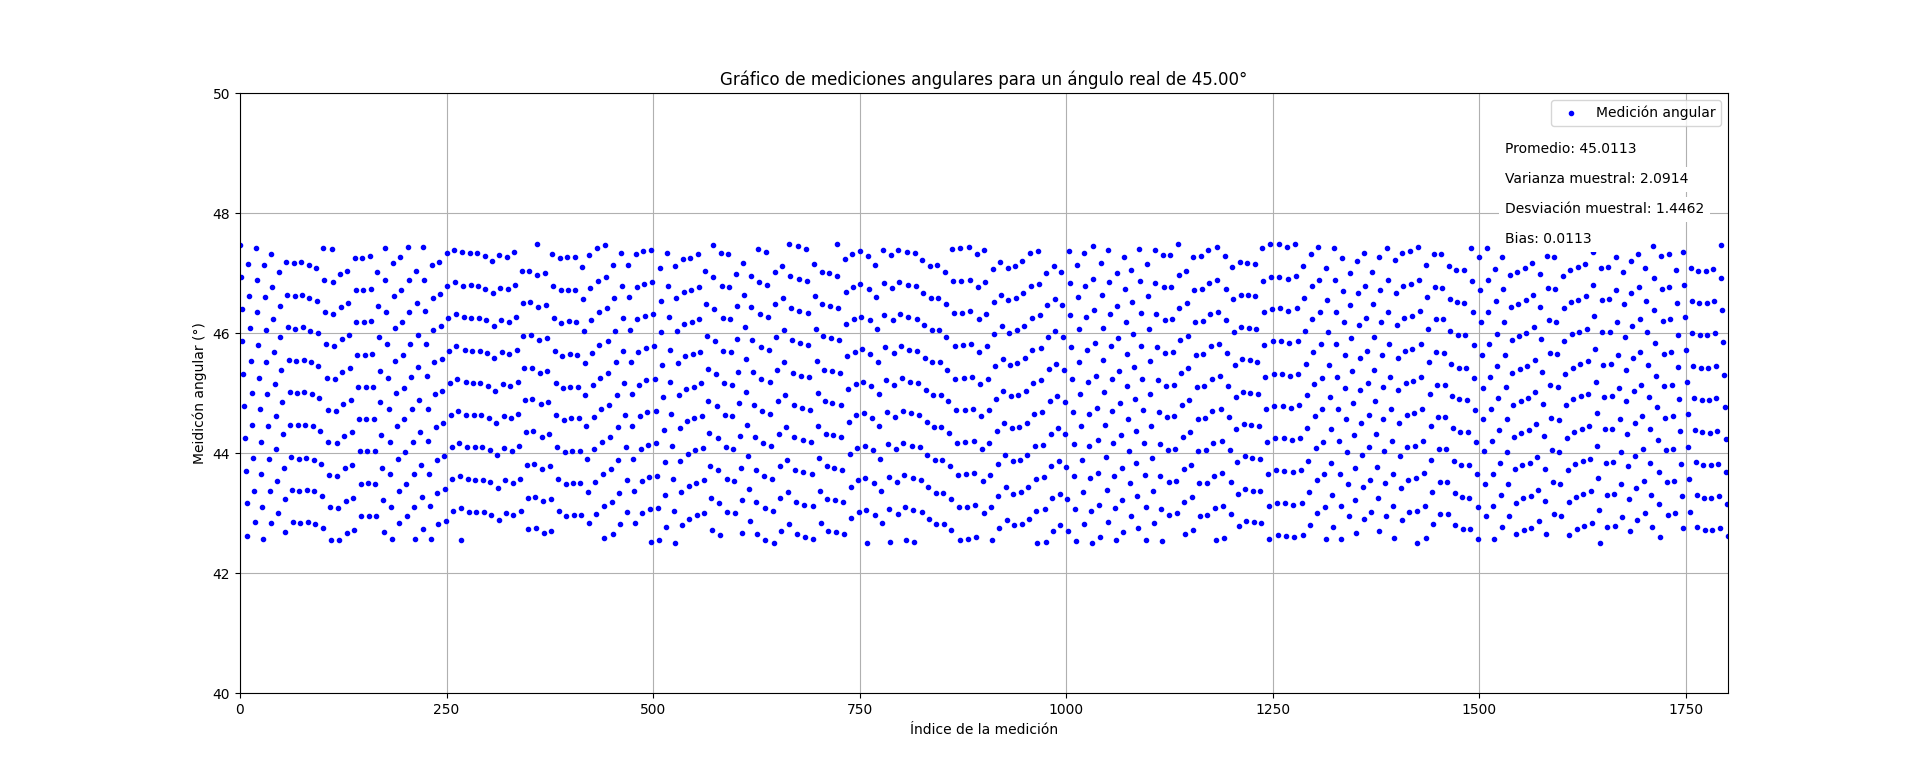 Gráfico de mediciones angulares para un ángulo real de 45.00°
Medición angular
Promedio: 45.0113
Varianza muestral: 2.0914
Desviación muestral: 1.4462
Bias: 0.0113
Meidicón angular (°)
50
48
46
44
42
40
0 250 500 750 1000 1250 1500 1750
Índice de la medición